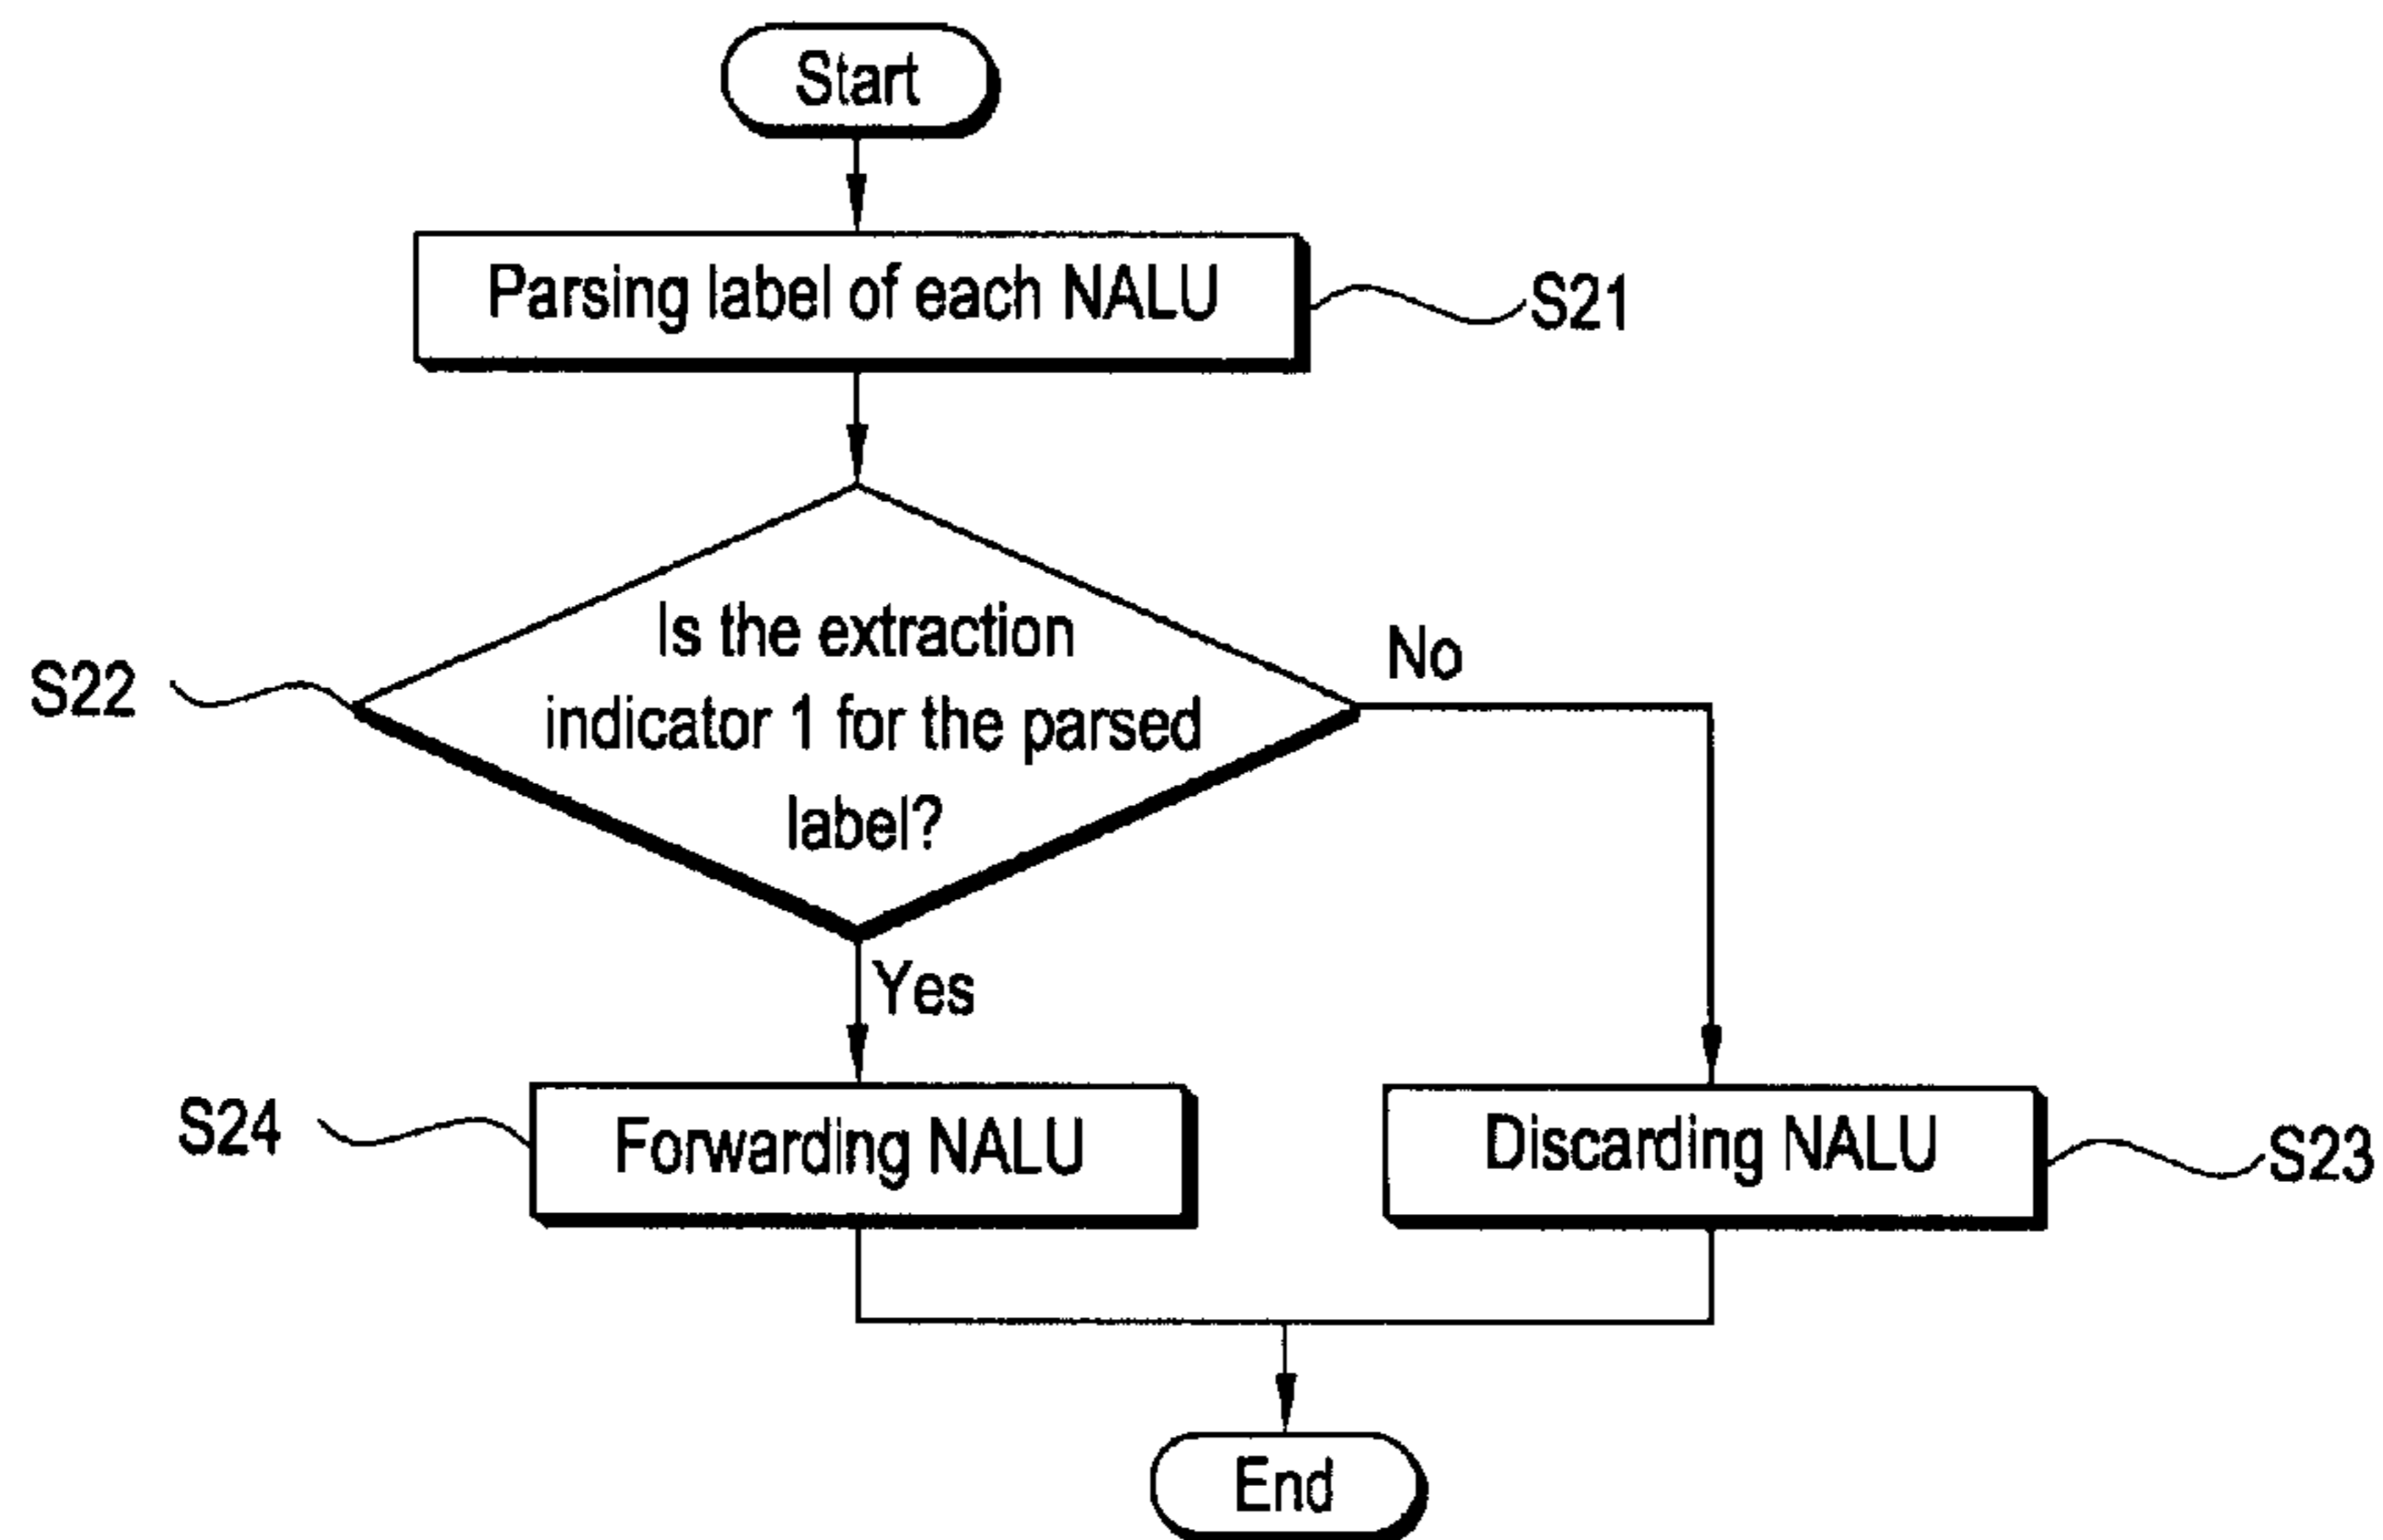 Start
Parsing label of each NALU
S21
Is the extraction
indicator 1 for the parsed
label?
S22
No
Yes
Forwarding NALU
S24
Discarding NALU
S23
End